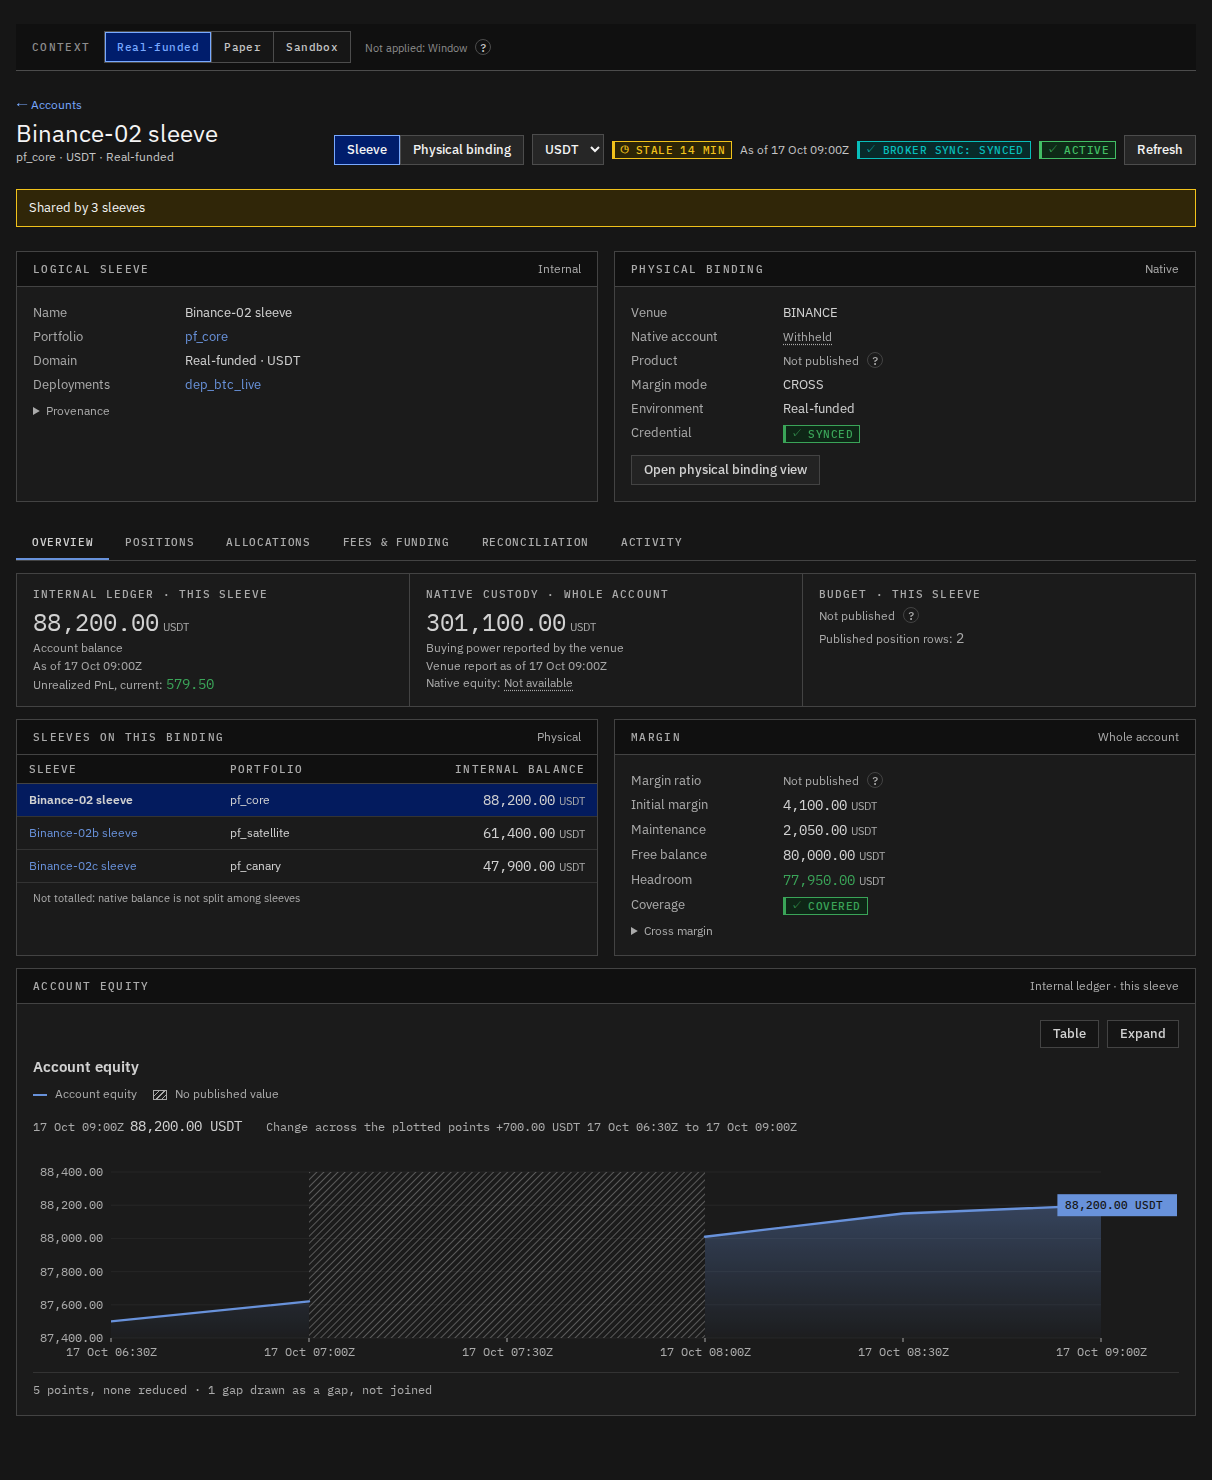 CONTEXT Real-funded Paper Sandbox Not applied: Window ?
← Accounts
Binance-02 sleeve
pf_core · USDT · Real-funded
Sleeve Physical binding USDT STALE 14 MIN As of 17 Oct 09:00Z ✓ BROKER SYNC: SYNCED ✓ ACTIVE Refresh
Shared by 3 sleeves
LOGICAL SLEEVE Internal
Name Binance-02 sleeve
Portfolio pf_core
Domain Real-funded · USDT
Deployments dep_btc_live
Provenance
PHYSICAL BINDING Native
Venue BINANCE
Native account Withheld
Product Not published ?
Margin mode CROSS
Environment Real-funded
Credential ✓ SYNCED
Open physical binding view
OVERVIEW POSITIONS ALLOCATIONS FEES & FUNDING RECONCILIATION ACTIVITY
INTERNAL LEDGER · THIS SLEEVE
88,200.00 USDT
Account balance
As of 17 Oct 09:00Z
Unrealized PnL, current: 579.50
NATIVE CUSTODY · WHOLE ACCOUNT
301,100.00 USDT
Buying power reported by the venue
Venue report as of 17 Oct 09:00Z
Native equity: Not available
BUDGET · THIS SLEEVE
Not published ?
Published position rows: 2
SLEEVES ON THIS BINDING Physical
SLEEVE PORTFOLIO INTERNAL BALANCE
Binance-02 sleeve pf_core 88,200.00 USDT
Binance-02b sleeve pf_satellite 61,400.00 USDT
Binance-02c sleeve pf_canary 47,900.00 USDT
Not totalled: native balance is not split among sleeves
MARGIN Whole account
Margin ratio Not published ?
Initial margin 4,100.00 USDT
Maintenance 2,050.00 USDT
Free balance 80,000.00 USDT
Headroom 77,950.00 USDT
Coverage ✓ COVERED
Cross margin
ACCOUNT EQUITY Internal ledger · this sleeve
Table Expand
Account equity
Account equity No published value
17 Oct 09:00Z 88,200.00 USDT Change across the plotted points +700.00 USDT 17 Oct 06:30Z to 17 Oct 09:00Z
88,400.00
88,200.00
88,000.00
87,800.00
87,600.00
87,400.00
88,200.00 USDT
17 Oct 06:30Z 17 Oct 07:00Z 17 Oct 07:30Z 17 Oct 08:00Z 17 Oct 08:30Z 17 Oct 09:00Z
5 points, none reduced · 1 gap drawn as a gap, not joined